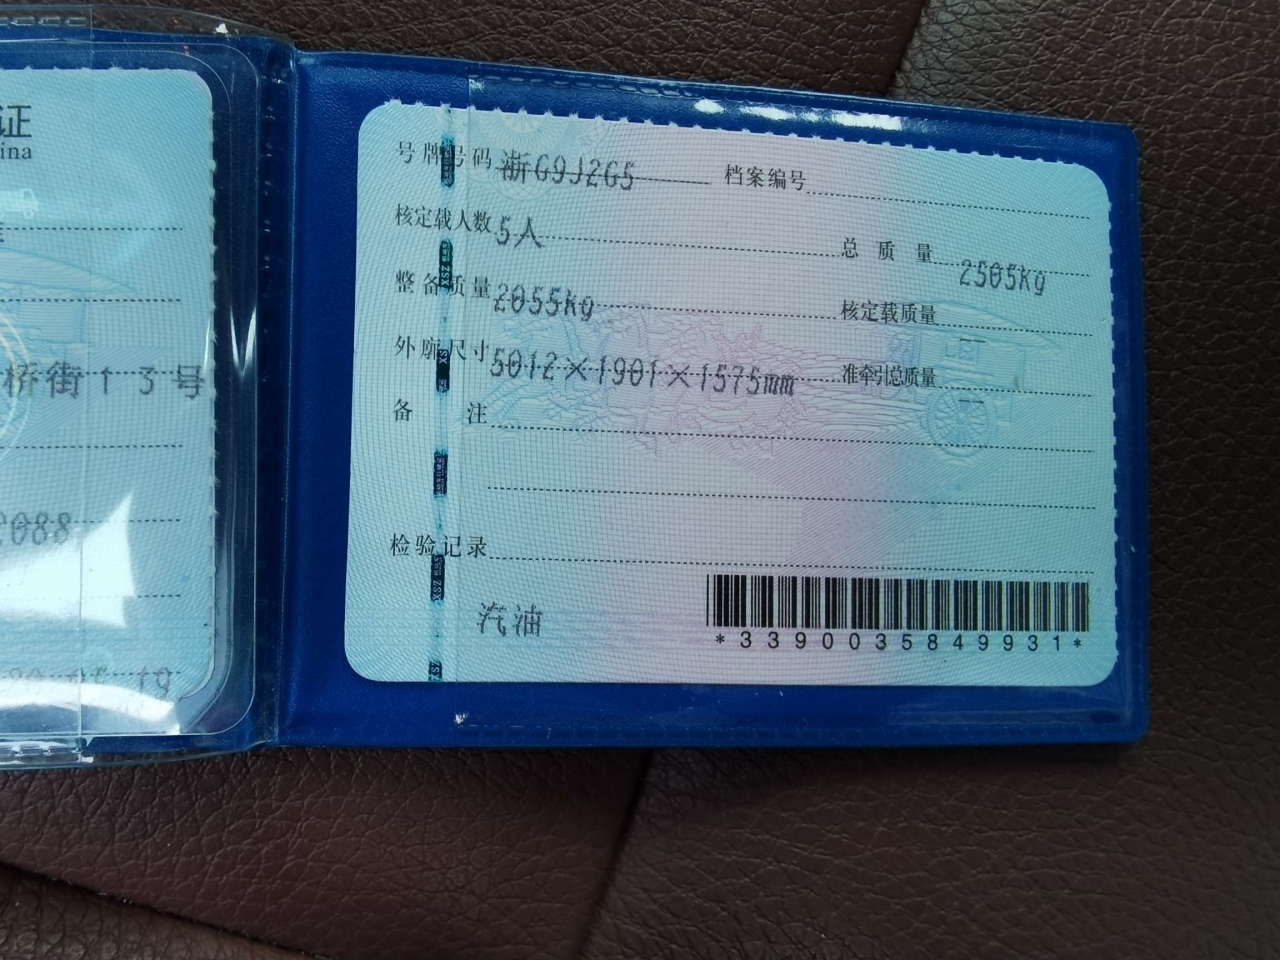 证
ina
桥街13号
2088
号牌号码 浙G9J2G5 档案编号
核定载人数 5人 总质量 2505kg
整备质量 2055kg 核定载质量 --
外廓尺寸 5012×1901×1575mm 准牵引总质量 --
备注
检验记录
汽油
*3390035849931*